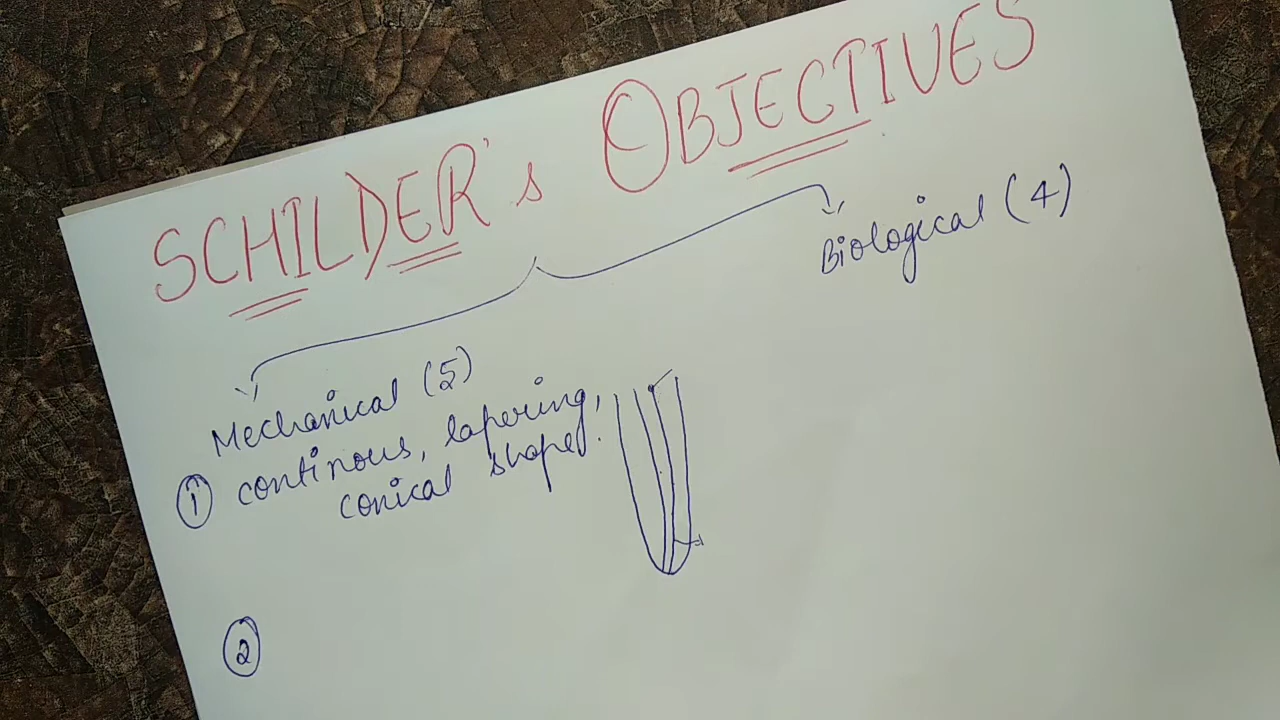 SCHILDER's OBJECTIVES
Biological (4)
Mechanical (5)
① continous, tapering,
conical shape.
②